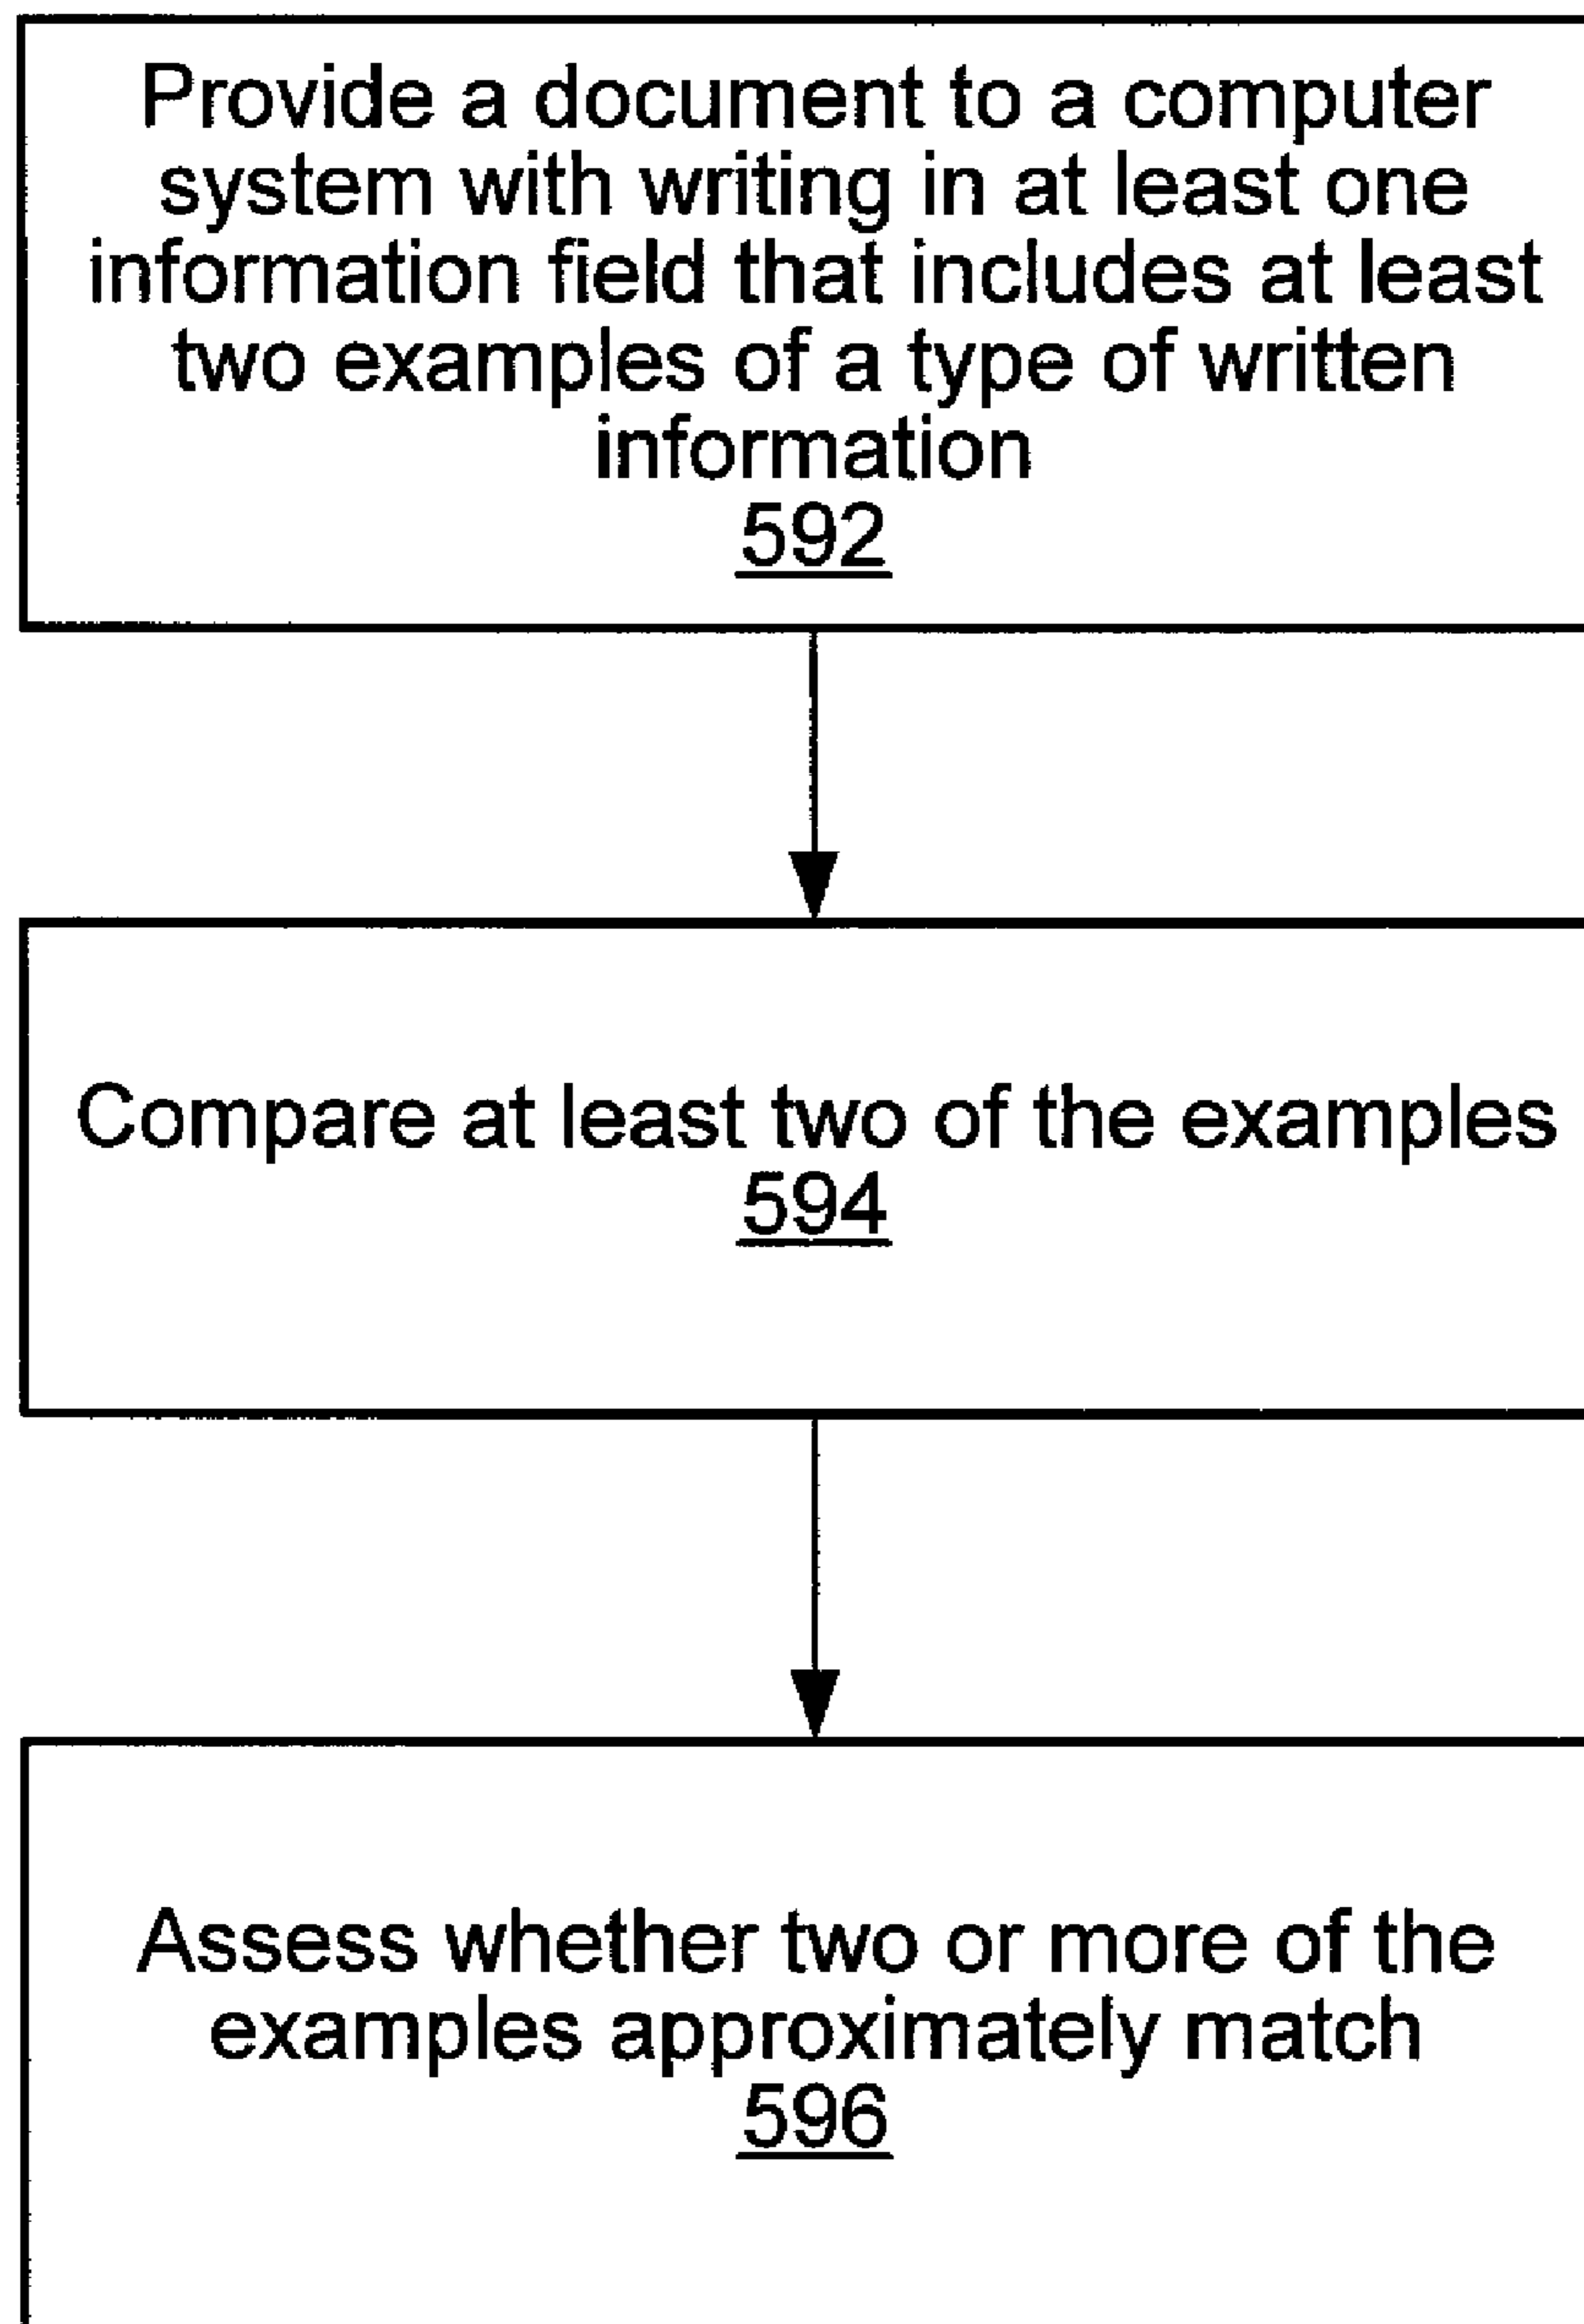 Provide a document to a computer
system with writing in at least one
information field that includes at least
two examples of a type of written
information
592
Compare at least two of the examples
594
Assess whether two or more of the
examples approximately match
596